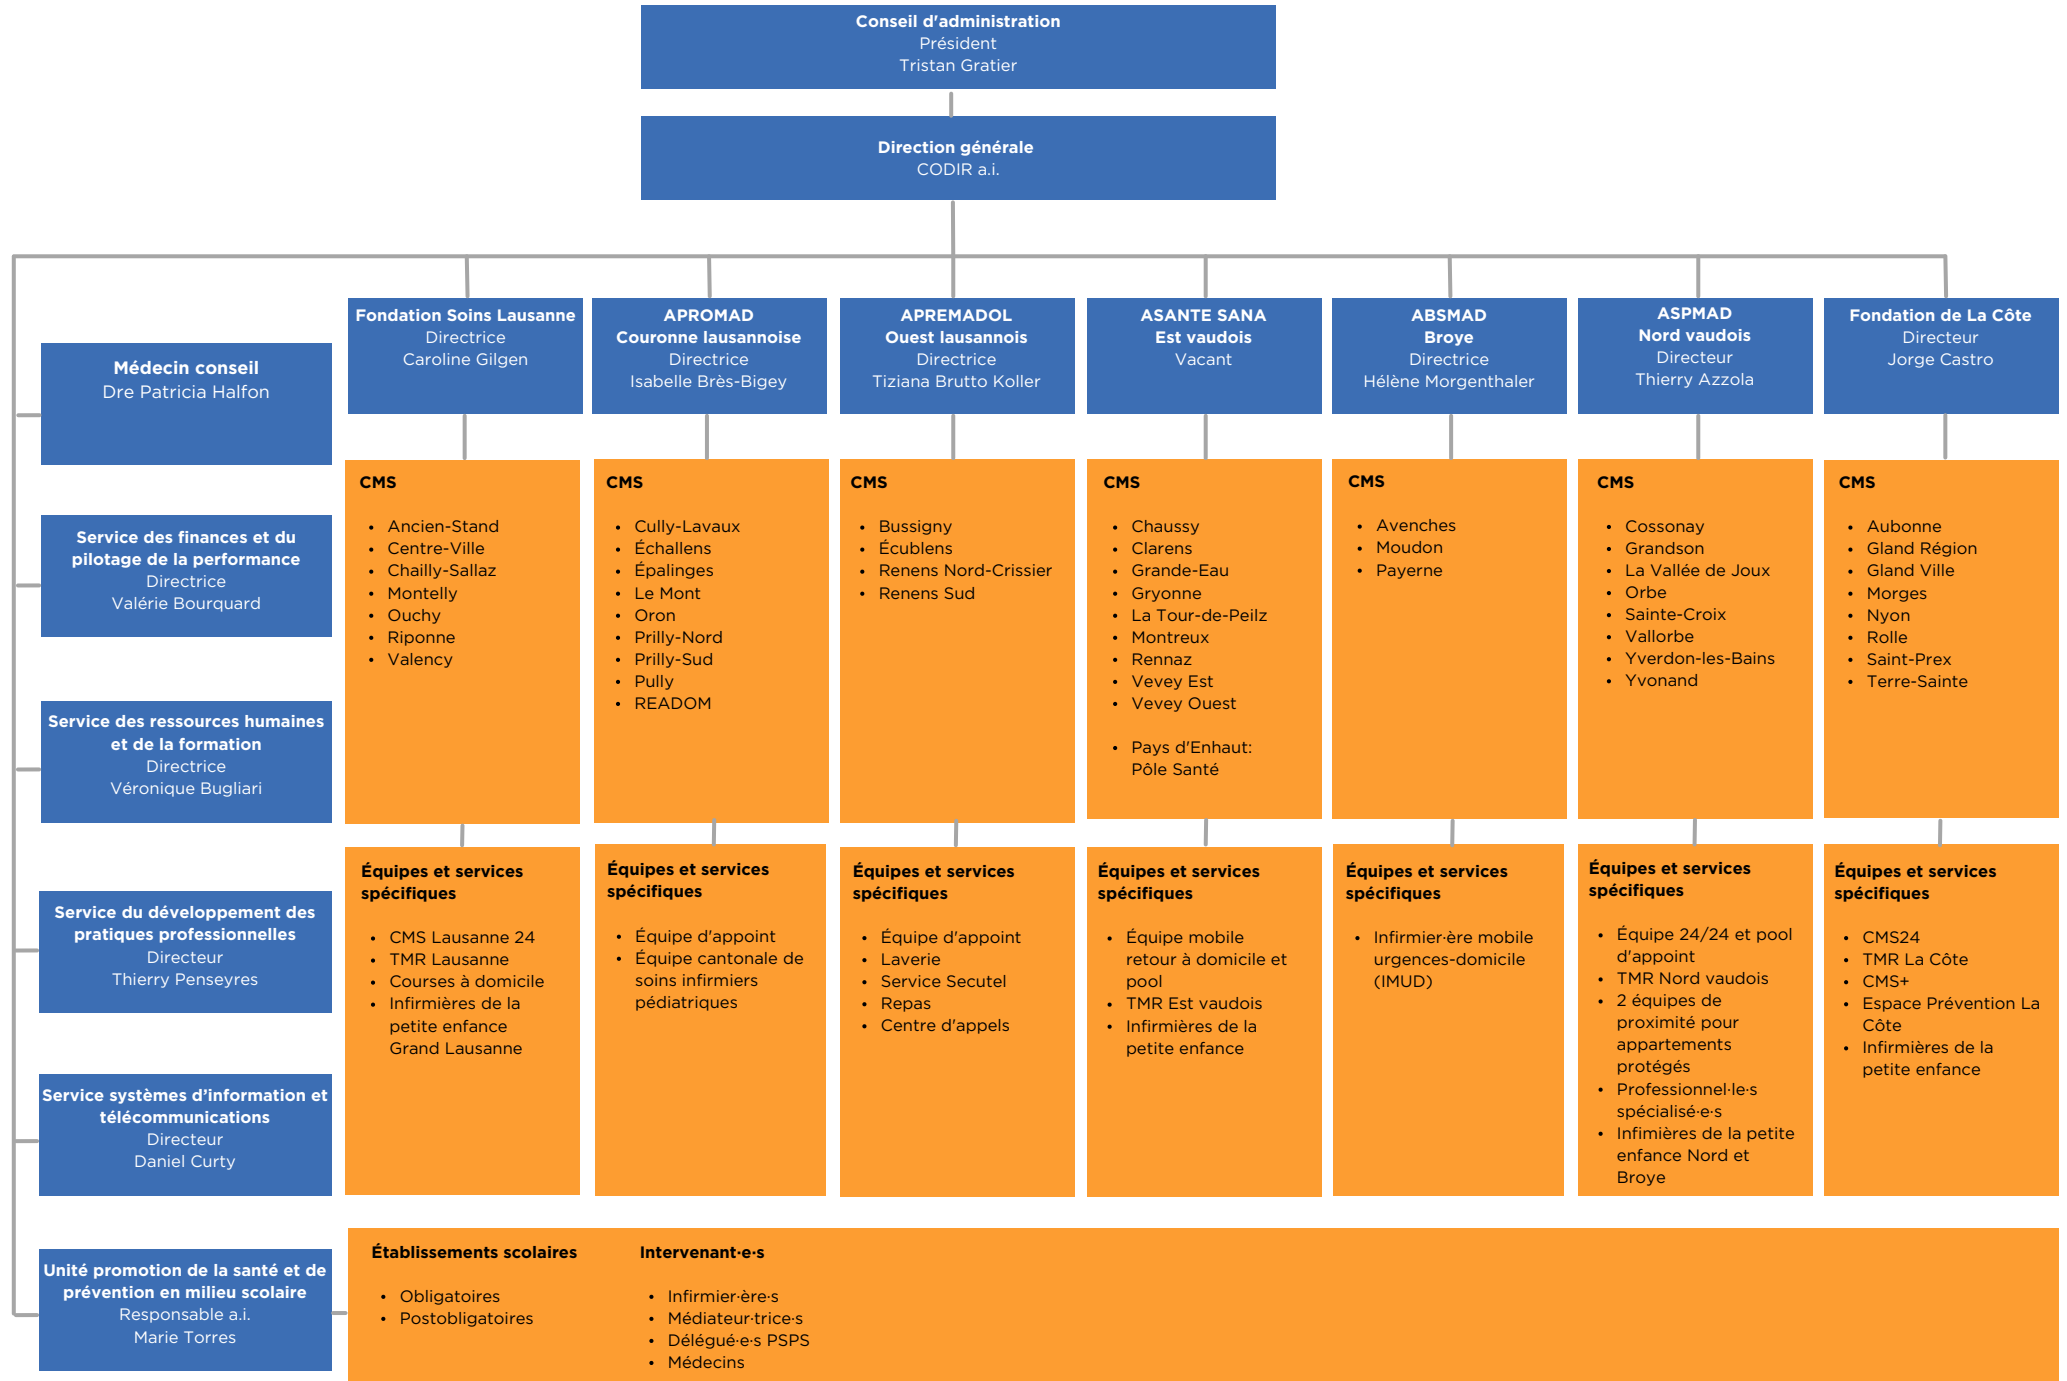 Conseil d'administration
Président
Tristan Gratier
Direction générale
CODIR a.i.
Médecin conseil
Dre Patricia Halfon
Service des finances et du
pilotage de la performance
Directrice
Valérie Bourquard
Service des ressources humaines
et de la formation
Directrice
Véronique Bugliari
Service du développement des
pratiques professionnelles
Directeur
Thierry Penseyres
Service systèmes d’information et
télécommunications
Directeur
Daniel Curty
Unité promotion de la santé et de
prévention en milieu scolaire
Responsable a.i.
Marie Torres
Fondation Soins Lausanne
Directrice
Caroline Gilgen
CMS
• Ancien-Stand
• Centre-Ville
• Chailly-Sallaz
• Montelly
• Ouchy
• Riponne
• Valency
Équipes et services
spécifiques
• CMS Lausanne 24
• TMR Lausanne
• Courses à domicile
• Infirmières de la
petite enfance
Grand Lausanne
APROMAD
Couronne lausannoise
Directrice
Isabelle Brès-Bigey
CMS
• Cully-Lavaux
• Échallens
• Épalinges
• Le Mont
• Oron
• Prilly-Nord
• Prilly-Sud
• Pully
• READOM
Équipes et services
spécifiques
• Équipe d'appoint
• Équipe cantonale de
soins infirmiers
pédiatriques
APREMADOL
Ouest lausannois
Directrice
Tiziana Brutto Koller
CMS
• Bussigny
• Écublens
• Renens Nord-Crissier
• Renens Sud
Équipes et services
spécifiques
• Équipe d'appoint
• Laverie
• Service Secutel
• Repas
• Centre d'appels
ASANTE SANA
Est vaudois
Vacant
CMS
• Chaussy
• Clarens
• Grande-Eau
• Gryonne
• La Tour-de-Peilz
• Montreux
• Rennaz
• Vevey Est
• Vevey Ouest
• Pays d'Enhaut:
Pôle Santé
Équipes et services
spécifiques
• Équipe mobile
retour à domicile et
pool
• TMR Est vaudois
• Infirmières de la
petite enfance
ABSMAD
Broye
Directrice
Hélène Morgenthaler
CMS
• Avenches
• Moudon
• Payerne
Équipes et services
spécifiques
• Infirmier·ère mobile
urgences-domicile
(IMUD)
ASPMAD
Nord vaudois
Directeur
Thierry Azzola
CMS
• Cossonay
• Grandson
• La Vallée de Joux
• Orbe
• Sainte-Croix
• Vallorbe
• Yverdon-les-Bains
• Yvonand
Équipes et services
spécifiques
• Équipe 24/24 et pool
d'appoint
• TMR Nord vaudois
• 2 équipes de
proximité pour
appartements
protégés
• Professionnel·le·s
spécialisé·e·s
• Infimières de la petite
enfance Nord et
Broye
Fondation de La Côte
Directeur
Jorge Castro
CMS
• Aubonne
• Gland Région
• Gland Ville
• Morges
• Nyon
• Rolle
• Saint-Prex
• Terre-Sainte
Équipes et services
spécifiques
• CMS24
• TMR La Côte
• CMS+
• Espace Prévention La
Côte
• Infirmières de la
petite enfance
Établissements scolaires
• Obligatoires
• Postobligatoires
Intervenant·e·s
• Infirmier·ère·s
• Médiateur·trice·s
• Délégué·e·s PSPS
• Médecins